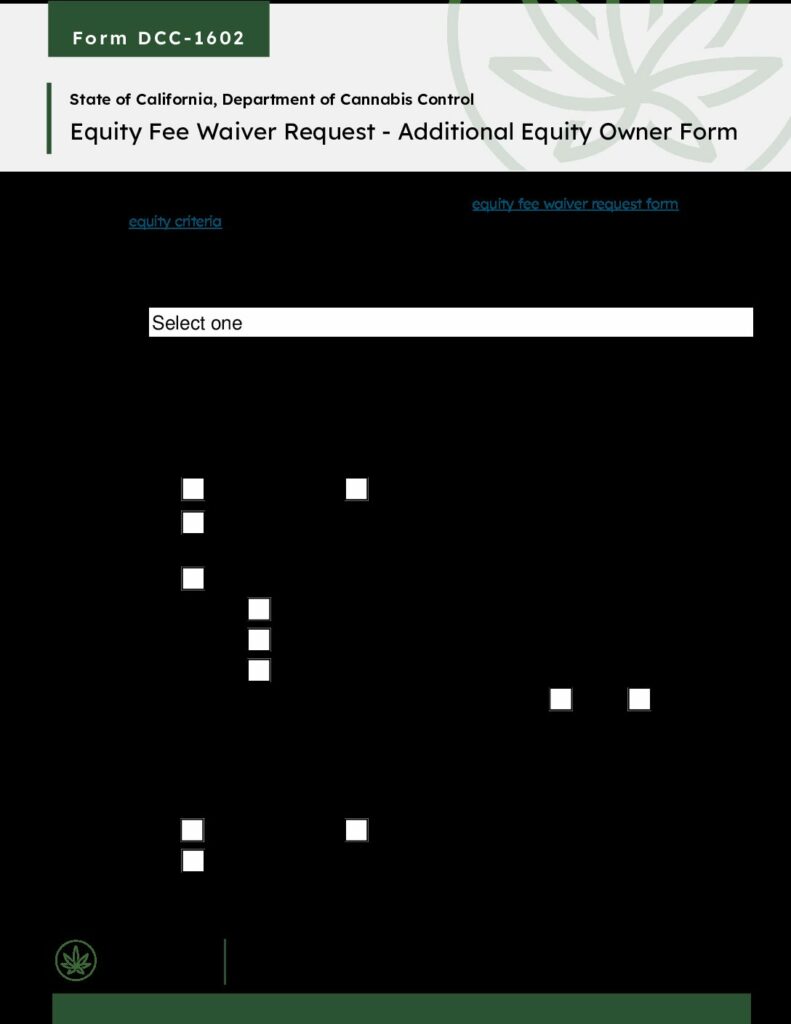 Form DCC-1602
State of California, Department of Cannabis Control
Equity Fee Waiver Request - Additional Equity Owner Form
equity fee waiver request form
equity criteria
Select one